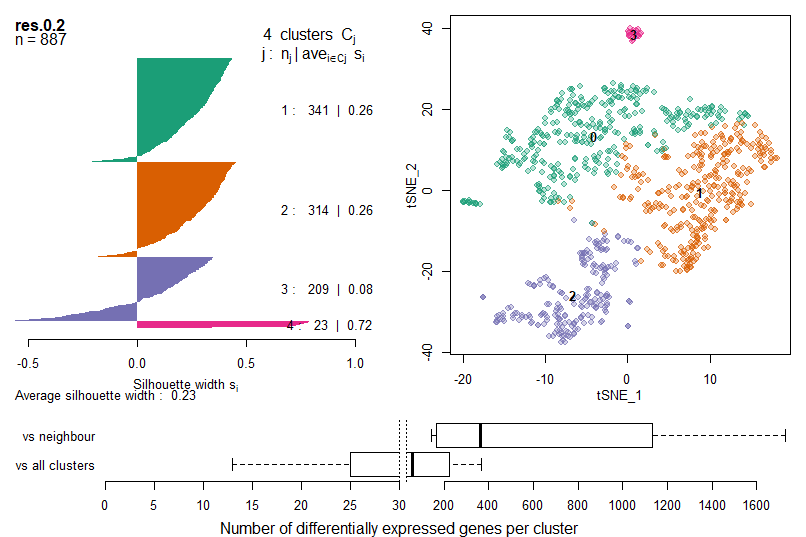 res.0.2
n = 887
4 clusters Cj
j : nj | avei∈Cj si
1 : 341 | 0.26
2 : 314 | 0.26
3 : 209 | 0.08
4 : 23 | 0.72
-0.5 0.0 0.5 1.0
Silhouette width si
Average silhouette width : 0.23
tSNE_2
40
20
0
-20
-40
3
0
1
2
-20 -10 0 10
tSNE_1
vs neighbour
vs all clusters
0 5 10 15 20 25 30 200 400 600 800 1000 1200 1400 1600
Number of differentially expressed genes per cluster